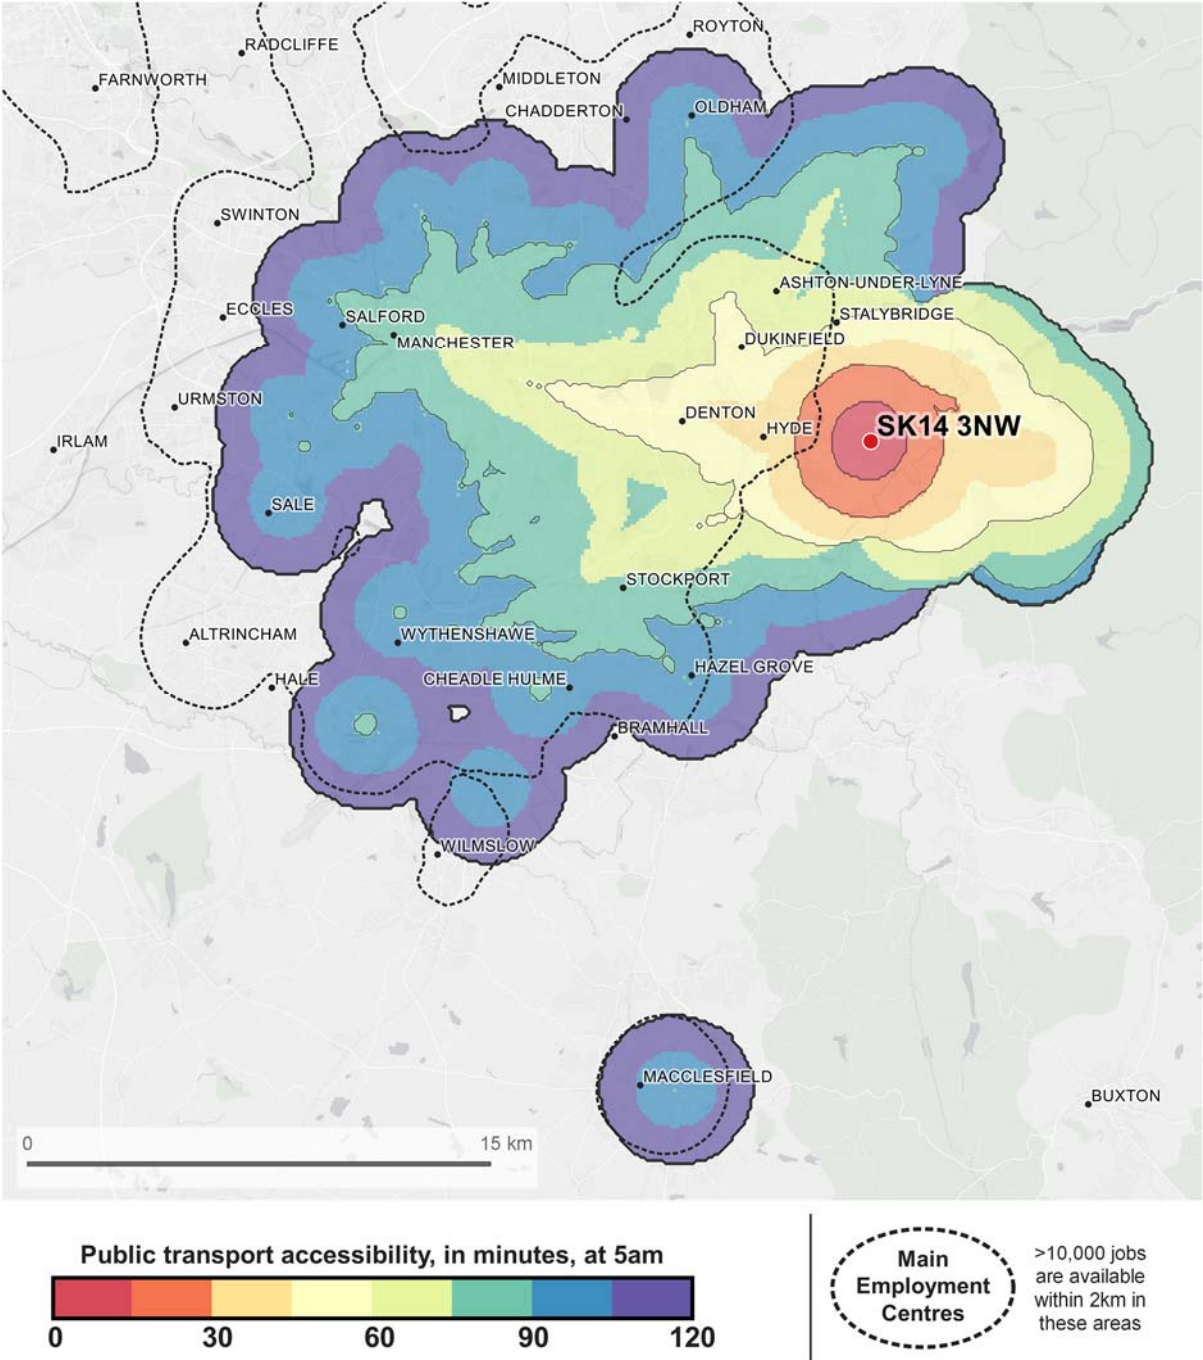 ROYTON
RADCLIFFE
FARNWORTH
MIDDLETON
CHADDERTON
OLDHAM
SWINTON
ASHTON-UNDER-LYNE
ECCLES
SALFORD
STALYBRIDGE
MANCHESTER
DUKINFIELD
URMSTON
DENTON
HYDE
SK14 3NW
IRLAM
SALE
STOCKPORT
ALTRINCHAM
WYTHENSHAWE
HALE
CHEADLE HULME
HAZEL GROVE
BRAMHALL
WILMSLOW
MACCLESFIELD
BUXTON
0 15 km
Public transport accessibility, in minutes, at 5am
0 30 60 90 120
Main
Employment
Centres
>10,000 jobs
are available
within 2km in
these areas